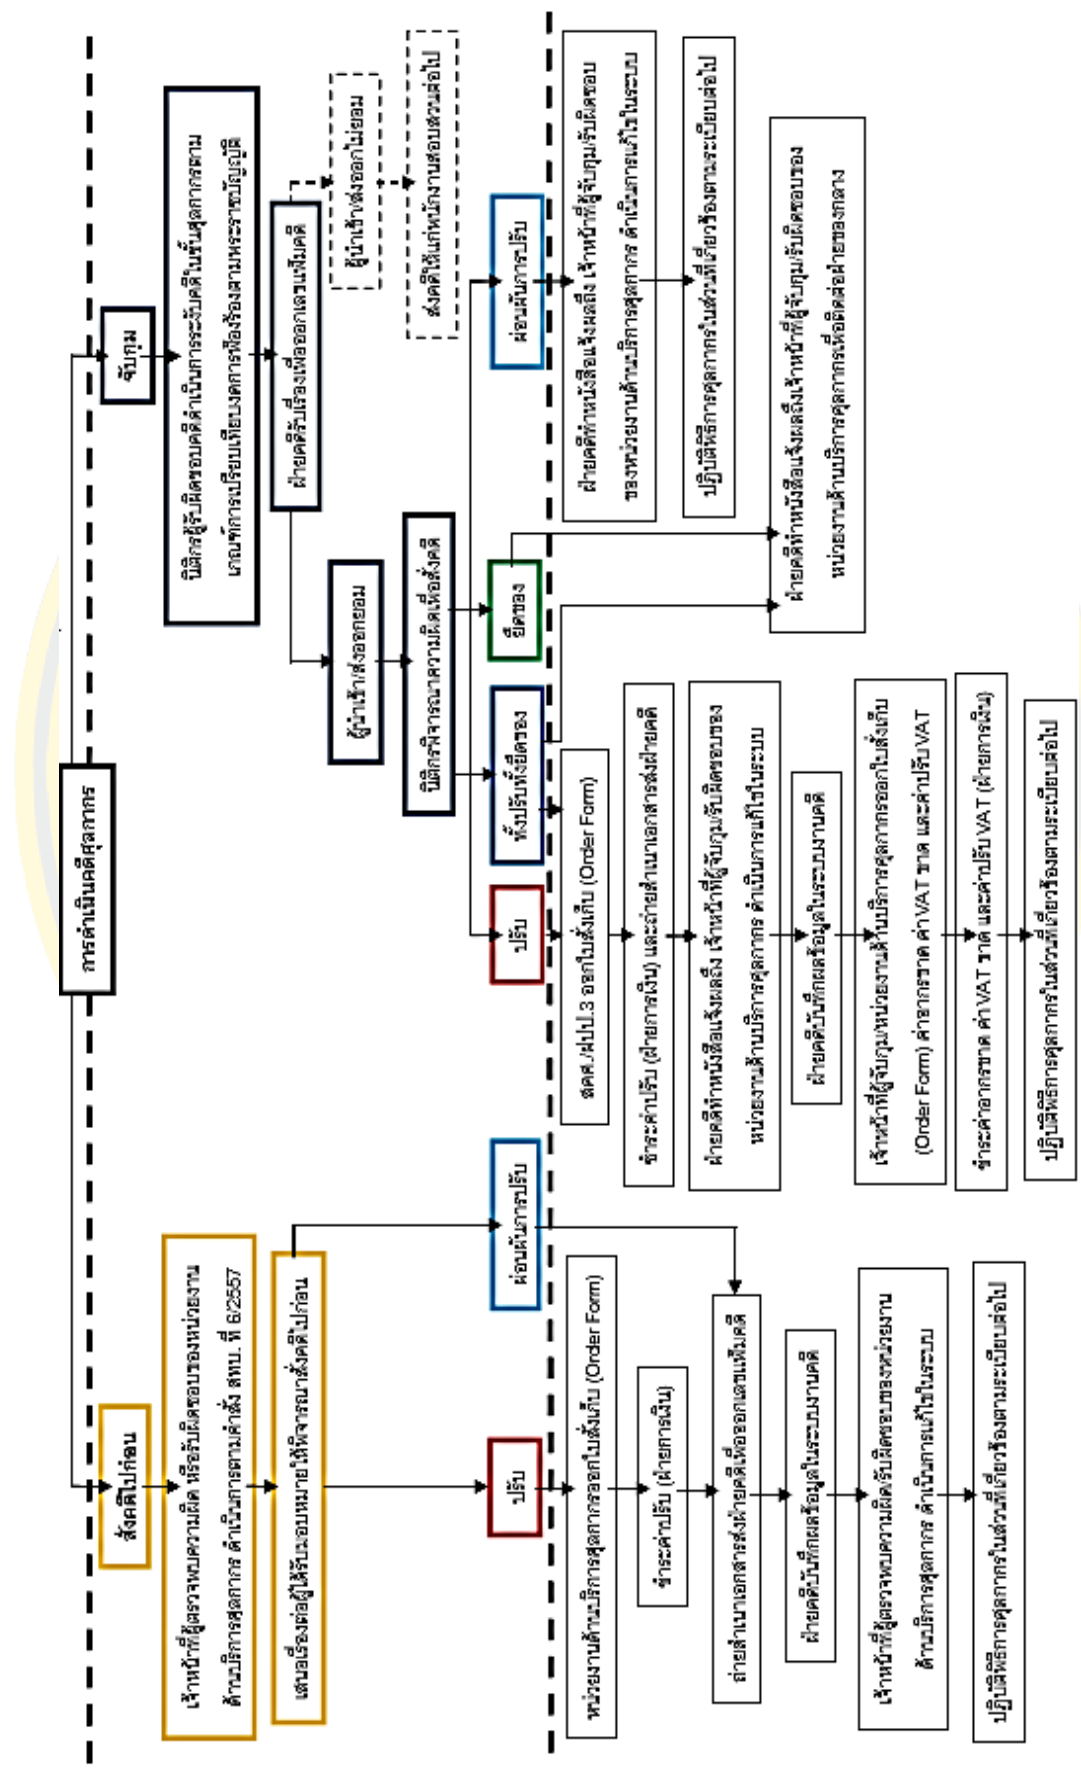 การดำเนินคดีศุลกากร
สั่งคดีไปก่อน
เจ้าหน้าที่ผู้ตรวจพบความผิด หรือรับผิดชอบของหน่วยงาน
ด้านบริการศุลกากร ดำเนินการตามคำสั่ง สทบ. ที่ 6/2557
เสนอเรื่องต่อผู้ได้รับมอบหมายให้พิจารณาสั่งคดีไปก่อน
ปรับ
ผ่อนผันการปรับ
หน่วยงานด้านบริการศุลกากรออกใบสั่งเก็บ (Order Form)
ชำระค่าปรับ (ฝ่ายการเงิน)
ถ่ายสำเนาเอกสารส่งฝ่ายคดีเพื่อออกเลขแฟ้มคดี
ฝ่ายคดีบันทึกผลข้อมูลในระบบงานคดี
เจ้าหน้าที่ผู้ตรวจพบความผิด/รับผิดชอบของหน่วยงาน
ด้านบริการศุลกากร ดำเนินการแก้ไขในระบบ
ปฏิบัติพิธีการศุลกากรในส่วนที่เกี่ยวข้องตามระเบียบต่อไป
จับกุม
นิติกรผู้รับผิดชอบคดีดำเนินการระงับคดีในชั้นศุลกากรตาม
เกณฑ์การเปรียบเทียบงดการฟ้องร้องตามพระราชบัญญัติ
ฝ่ายคดีรับเรื่องเพื่อออกเลขแฟ้มคดี
ผู้นำเข้า/ส่งออกยอม
ผู้นำเข้า/ส่งออกไม่ยอม
นิติกรพิจารณาความผิดเพื่อสั่งคดี
ส่งคดีให้แก่พนักงานสอบสวนต่อไป
ปรับ
ทั้งปรับทั้งยึดของ
ยึดของ
ผ่อนผันการปรับ
สคศ./ฝปป.3 ออกใบสั่งเก็บ (Order Form)
ชำระค่าปรับ (ฝ่ายการเงิน) และถ่ายสำเนาเอกสารส่งฝ่ายคดี
ฝ่ายคดีทำหนังสือแจ้งผลถึง เจ้าหน้าที่ผู้จับกุม/รับผิดชอบของ
หน่วยงานด้านบริการศุลกากร ดำเนินการแก้ไขในระบบ
ฝ่ายคดีบันทึกผลข้อมูลในระบบงานคดี
เจ้าหน้าที่ผู้จับกุม/หน่วยงานด้านบริการศุลกากรออกใบสั่งเก็บ
(Order Form) ค่าอากรขาด ค่า VAT ขาด และค่าปรับ VAT
ชำระค่าอากรขาด ค่า VAT ขาด และค่าปรับ VAT (ฝ่ายการเงิน)
ปฏิบัติพิธีการศุลกากรในส่วนที่เกี่ยวข้องตามระเบียบต่อไป
ฝ่ายคดีทำหนังสือแจ้งผลถึง เจ้าหน้าที่ผู้จับกุม/รับผิดชอบ
ของหน่วยงานด้านบริการศุลกากร ดำเนินการแก้ไขในระบบ
ปฏิบัติพิธีการศุลกากรในส่วนที่เกี่ยวข้องตามระเบียบต่อไป
ฝ่ายคดีทำหนังสือแจ้งผลถึงเจ้าหน้าที่ผู้จับกุม/รับผิดชอบของ
หน่วยงานด้านบริการศุลกากรเพื่อติดต่อฝ่ายของกลาง